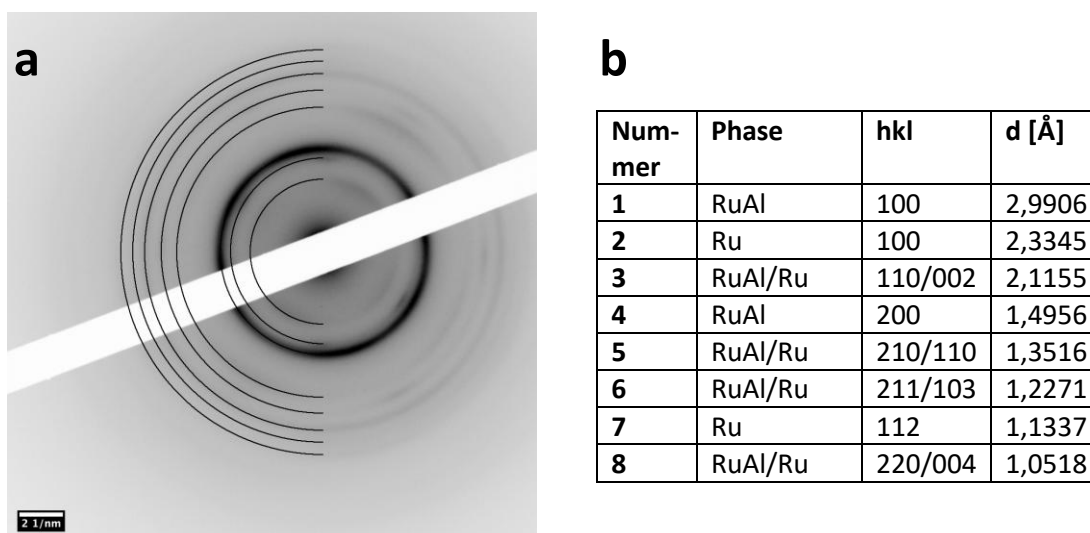 a
b
Num-
mer Phase hkl d [Å]
1 RuAl 100 2,9906
2 Ru 100 2,3345
3 RuAl/Ru 110/002 2,1155
4 RuAl 200 1,4956
5 RuAl/Ru 210/110 1,3516
6 RuAl/Ru 211/103 1,2271
7 Ru 112 1,1337
8 RuAl/Ru 220/004 1,0518
2 1/nm